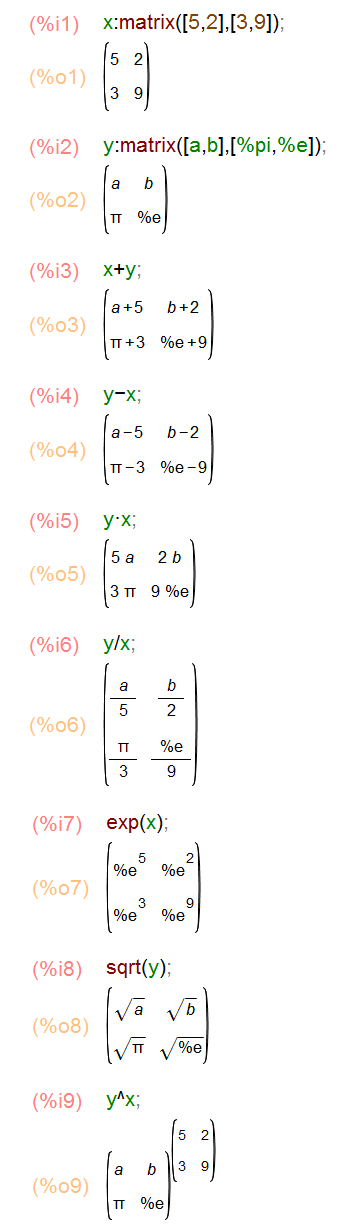 (%i1) x:matrix([5,2],[3,9]);
(%o1)
5 2
3 9
(%i2) y:matrix([a,b],[%pi,%e]);
(%o2)
a b
π %e
(%i3) x+y;
(%o3)
a+5 b+2
π+3 %e+9
(%i4) y−x;
(%o4)
a−5 b−2
π−3 %e−9
(%i5) y·x;
(%o5)
5 a 2 b
3 π 9 %e
(%i6) y/x;
(%o6)
a/5 b/2
π/3 %e/9
(%i7) exp(x);
(%o7)
%e^5 %e^2
%e^3 %e^9
(%i8) sqrt(y);
(%o8)
√a √b
√π √%e
(%i9) y^x;
(%o9)
5 2
3 9
a b
π %e